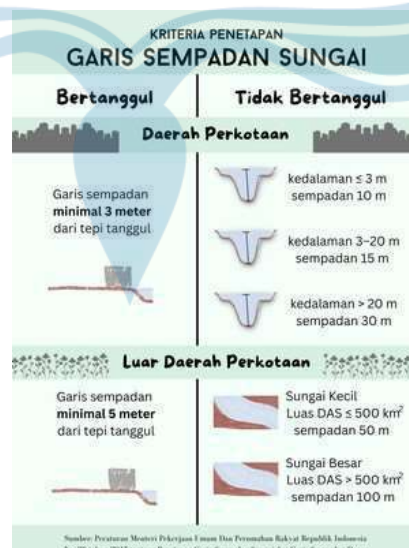 KRITERIA PENETAPAN
GARIS SEMPADAN SUNGAI
Bertanggul
Tidak Bertanggul
Daerah Perkotaan
Garis sempadan
minimal 3 meter
dari tepi tanggul
kedalaman ≤ 3 m
sempadan 10 m
kedalaman 3-20 m
sempadan 15 m
kedalaman > 20 m
sempadan 30 m
Luar Daerah Perkotaan
Garis sempadan
minimal 5 meter
dari tepi tanggul
Sungai Kecil
Luas DAS ≤ 500 km²
sempadan 50 m
Sungai Besar
Luas DAS > 500 km²
sempadan 100 m
Sumber: Peraturan Menteri Pekerjaan Umum Dan Perumahan Rakyat Republik Indonesia